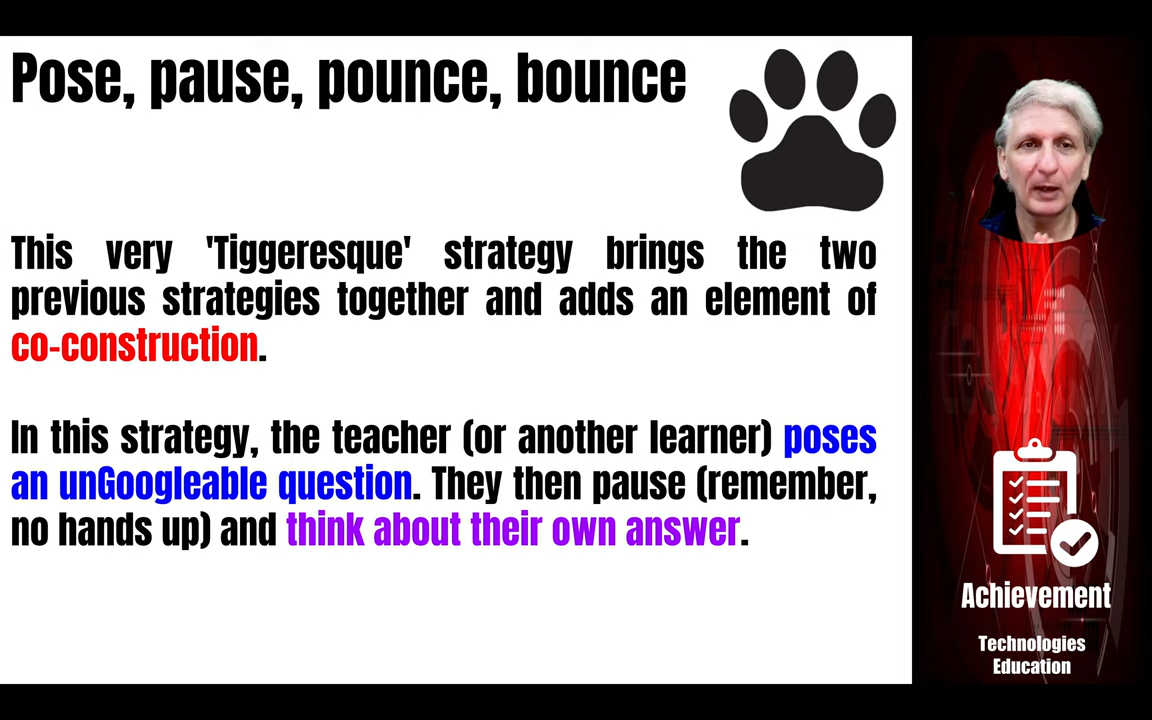 Pose, pause, pounce, bounce
This very 'Tiggeresque' strategy brings the two
previous strategies together and adds an element of
co-construction.
In this strategy, the teacher (or another learner) poses
an unGoogleable question. They then pause (remember,
no hands up) and think about their own answer.
Achievement
Technologies
Education